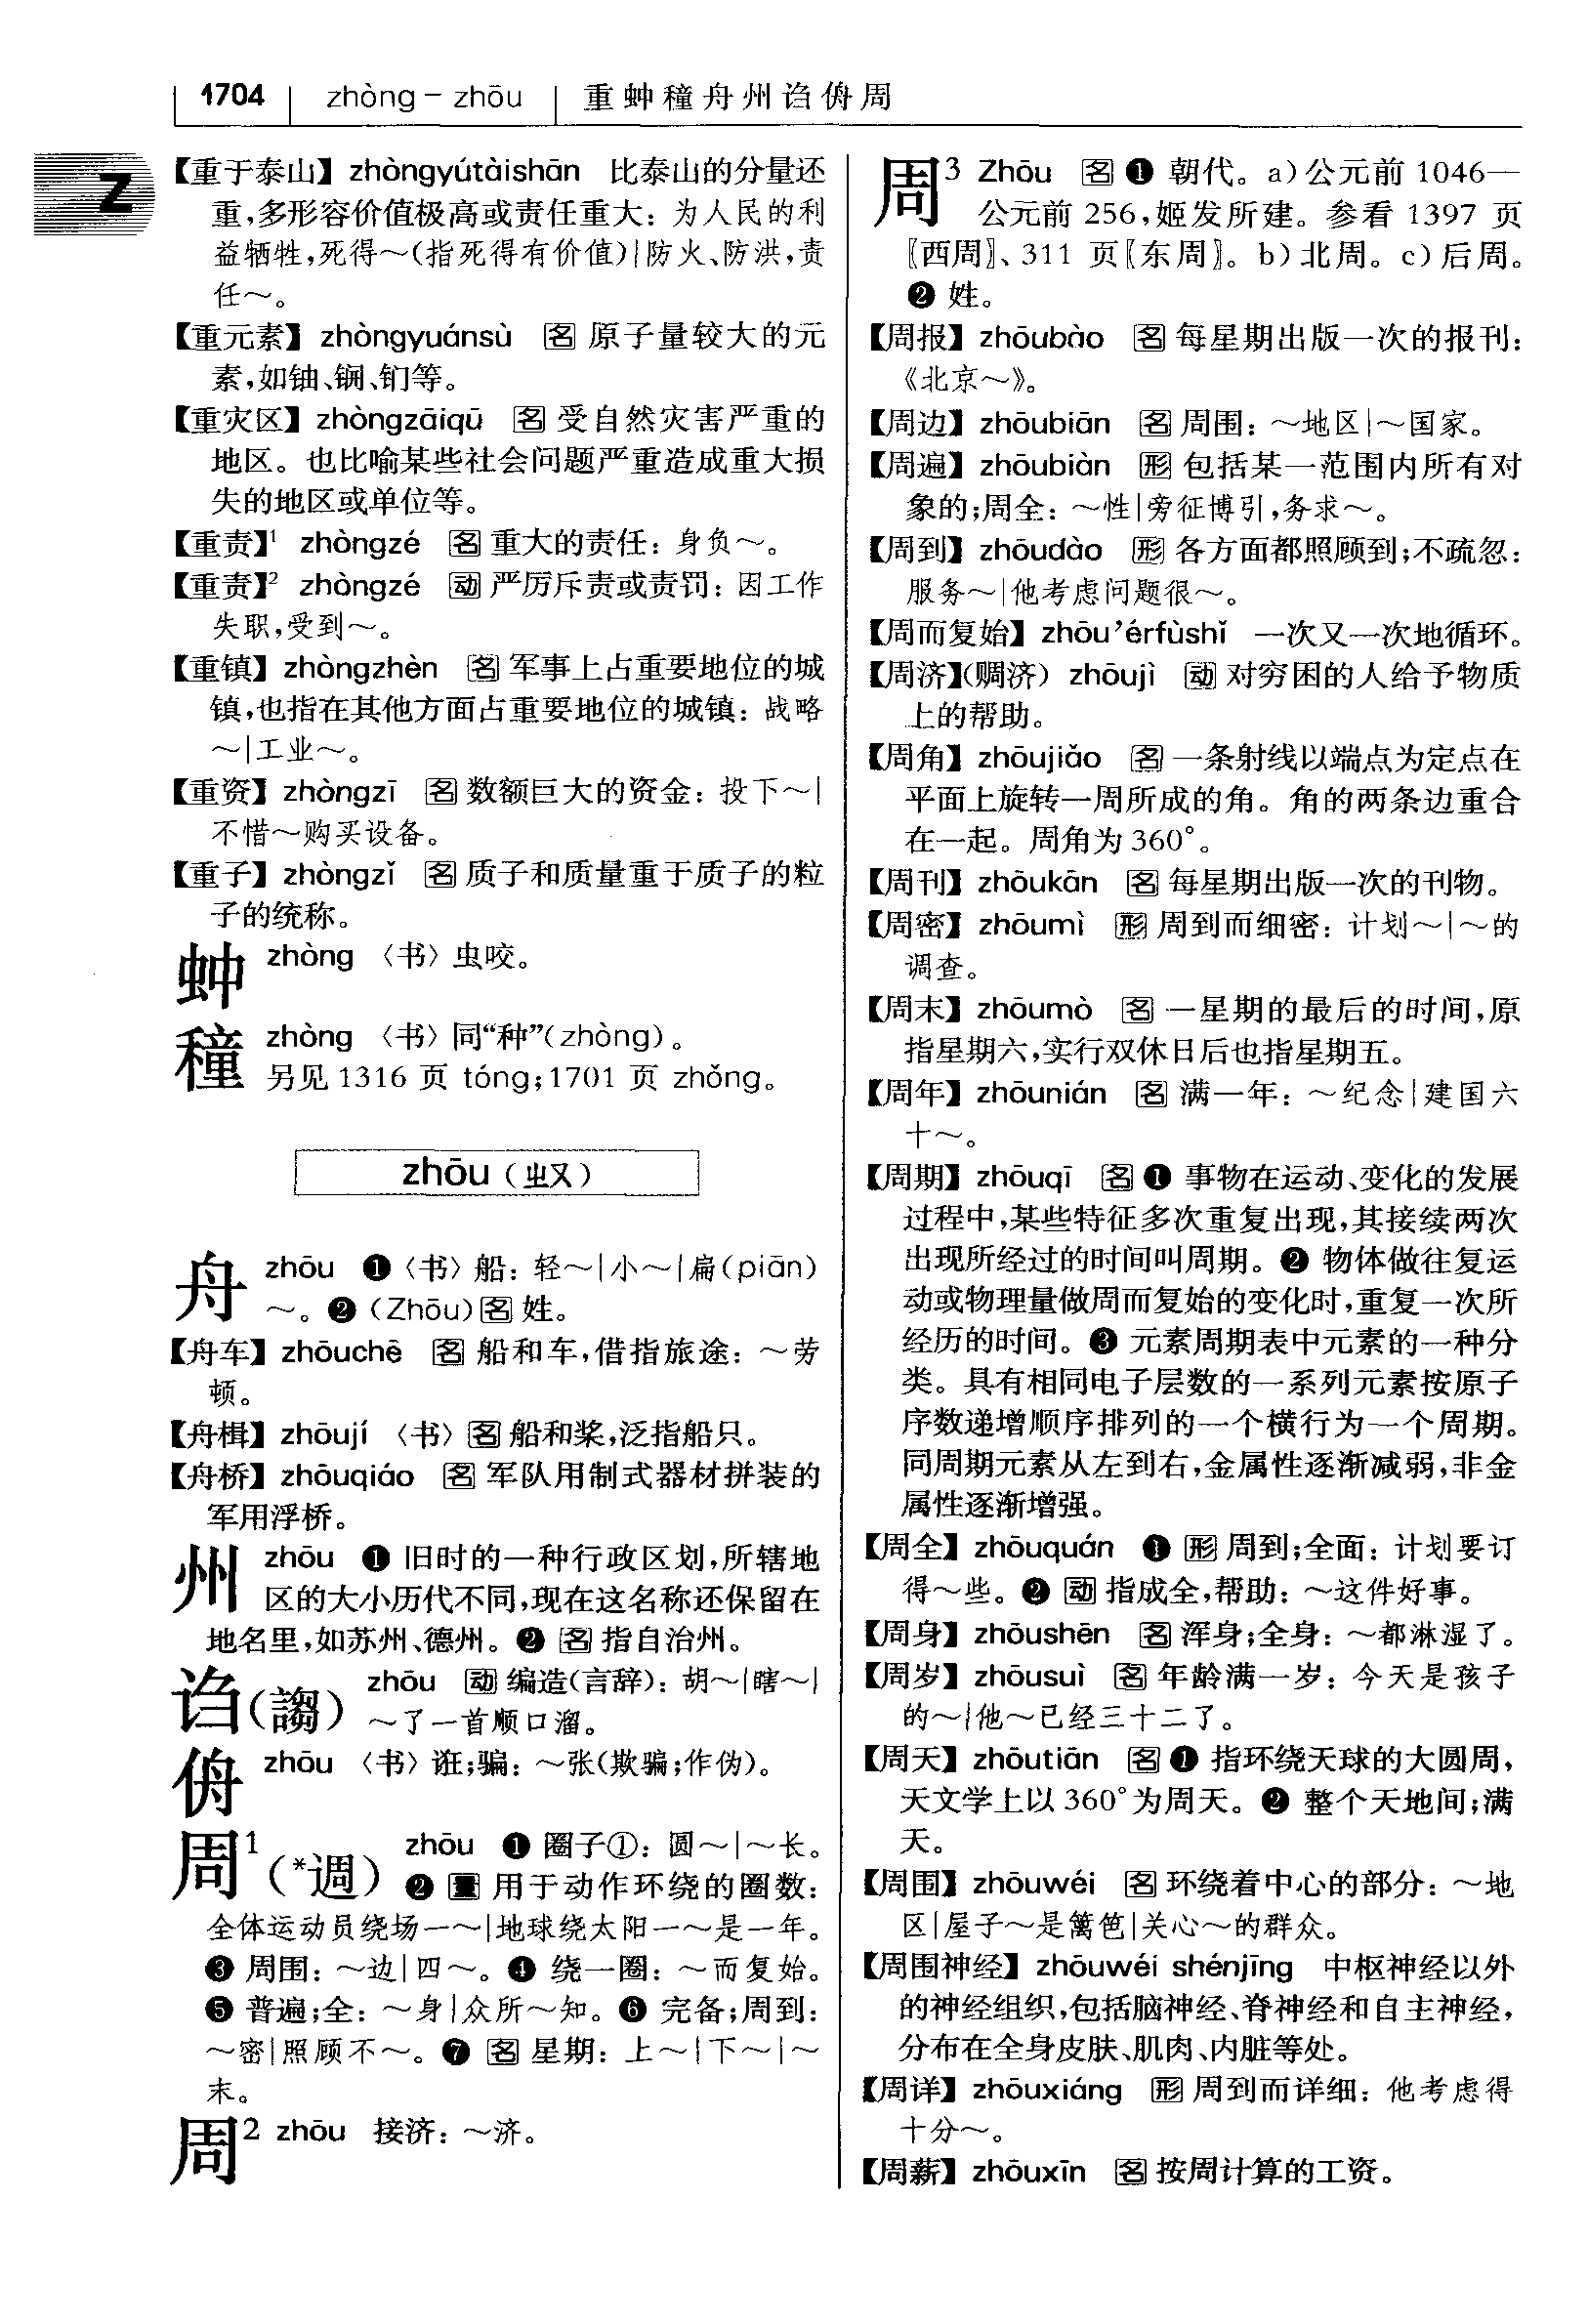 1704 zhòng – zhōu 重䖝穜舟州诌侜周
Z
【重于泰山】 zhòngyútàishān 比泰山的分量还
重,多形容价值极高或责任重大：为人民的利
益牺牲,死得～(指死得有价值)|防火、防洪,责
任～。
【重元素】 zhòngyuánsù 名 原子量较大的元
素,如铀、锕、钔等。
【重灾区】 zhòngzāiqū 名 受自然灾害严重的
地区。也比喻某些社会问题严重造成重大损
失的地区或单位等。
【重责】¹ zhòngzé 名 重大的责任：身负～。
【重责】² zhòngzé 动 严厉斥责或责罚：因工作
失职,受到～。
【重镇】 zhòngzhèn 名 军事上占重要地位的城
镇,也指在其他方面占重要地位的城镇：战略
～|工业～。
【重资】 zhòngzī 名 数额巨大的资金：投下～|
不惜～购买设备。
【重子】 zhòngzǐ 名 质子和质量重于质子的粒
子的统称。
蚛 zhòng 〈书〉虫咬。
穜 zhòng 〈书〉同“种”(zhòng)。
另见 1316 页 tóng；1701 页 zhǒng。
zhōu (ㄓㄡ)
舟 zhōu ❶〈书〉船：轻～|小～|扁(piān)
～。❷ (Zhōu) 名 姓。
【舟车】 zhōuchē 名 船和车,借指旅途：～劳
顿。
【舟楫】 zhōují 〈书〉名 船和桨,泛指船只。
【舟桥】 zhōuqiáo 名 军队用制式器材拼装的
军用浮桥。
州 zhōu ❶ 旧时的一种行政区划,所辖地
区的大小历代不同,现在这名称还保留在
地名里,如苏州、德州。❷ 名 指自治州。
诌(謅) zhōu 动 编造(言辞)：胡～|瞎～|
～了一首顺口溜。
侜 zhōu 〈书〉诳;骗：～张(欺骗;作伪)。
周¹(*週) zhōu ❶ 圈子①：圆～|～长。
❷ 量 用于动作环绕的圈数：
全体运动员绕场一～|地球绕太阳一～是一年。
❸ 周围：～边|四～。❹ 绕一圈：～而复始。
❺ 普遍;全：～身|众所～知。❻ 完备;周到：
～密|照顾不～。❼ 名 星期：上～|下～|～
末。
周² zhōu 接济：～济。
周³ Zhōu 名 ❶ 朝代。a)公元前 1046—
公元前 256,姬发所建。参看 1397 页
〖西周〗、311 页〖东周〗。b)北周。c)后周。
❷ 姓。
【周报】 zhōubào 名 每星期出版一次的报刊：
《北京～》。
【周边】 zhōubiān 名 周围：～地区|～国家。
【周遍】 zhōubiàn 形 包括某一范围内所有对
象的;周全：～性|旁征博引,务求～。
【周到】 zhōudào 形 各方面都照顾到;不疏忽：
服务～|他考虑问题很～。
【周而复始】 zhōu’érfùshǐ 一次又一次地循环。
【周济】(赒济) zhōujì 动 对穷困的人给予物质
上的帮助。
【周角】 zhōujiǎo 名 一条射线以端点为定点在
平面上旋转一周所成的角。角的两条边重合
在一起。周角为 360°。
【周刊】 zhōukān 名 每星期出版一次的刊物。
【周密】 zhōumì 形 周到而细密：计划～|～的
调查。
【周末】 zhōumò 名 一星期的最后的时间,原
指星期六,实行双休日后也指星期五。
【周年】 zhōunián 名 满一年：～纪念|建国六
十～。
【周期】 zhōuqī 名 ❶ 事物在运动、变化的发展
过程中,某些特征多次重复出现,其接续两次
出现所经过的时间叫周期。❷ 物体做往复运
动或物理量做周而复始的变化时,重复一次所
经历的时间。❸ 元素周期表中元素的一种分
类。具有相同电子层数的一系列元素按原子
序数递增顺序排列的一个横行为一个周期。
同周期元素从左到右,金属性逐渐减弱,非金
属性逐渐增强。
【周全】 zhōuquán ❶ 形 周到;全面：计划要订
得～些。❷ 动 指成全,帮助：～这件好事。
【周身】 zhōushēn 名 浑身;全身：～都淋湿了。
【周岁】 zhōusuì 名 年龄满一岁：今天是孩子
的～|他～已经三十二了。
【周天】 zhōutiān 名 ❶ 指环绕天球的大圆周,
天文学上以 360°为周天。❷ 整个天地间;满
天。
【周围】 zhōuwéi 名 环绕着中心的部分：～地
区|屋子～是篱笆|关心～的群众。
【周围神经】 zhōuwéi shénjīng 中枢神经以外
的神经组织,包括脑神经、脊神经和自主神经,
分布在全身皮肤、肌肉、内脏等处。
【周详】 zhōuxiáng 形 周到而详细：他考虑得
十分～。
【周薪】 zhōuxīn 名 按周计算的工资。